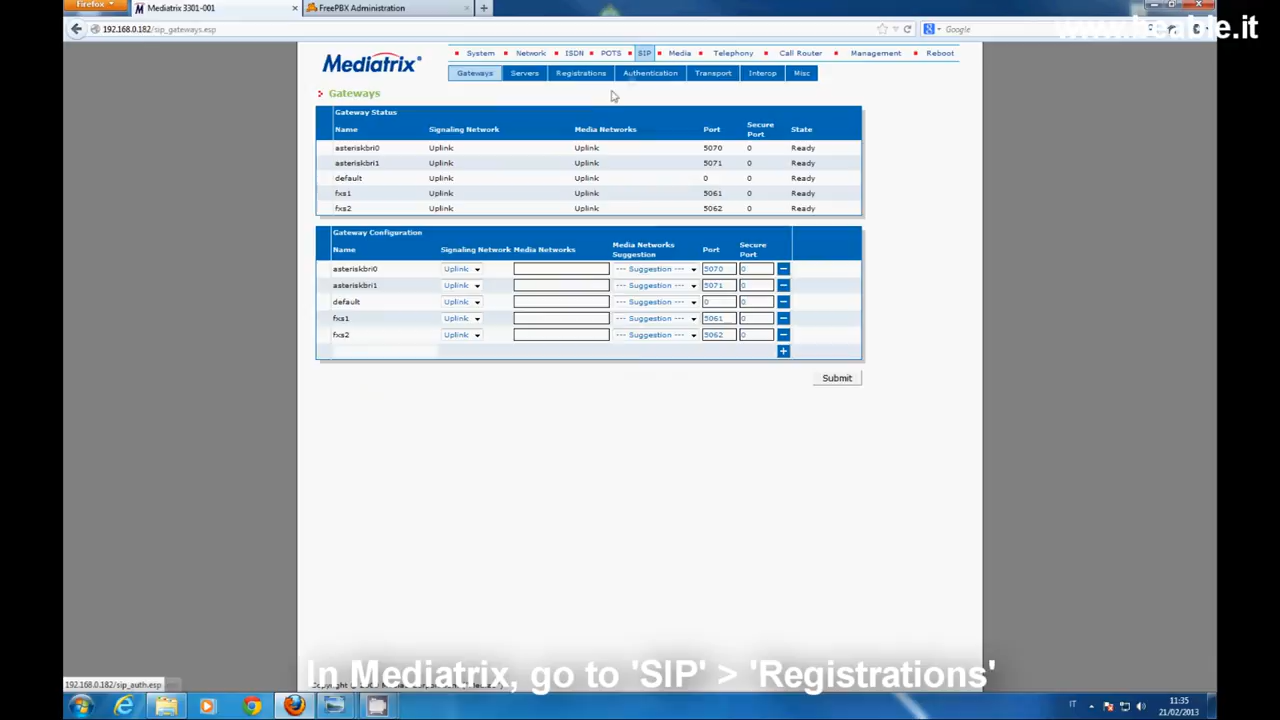 Firefox
Mediatrix 3301-001
FreePBX Administration
192.168.0.182/sip_gateways.esp
Google
Mediatrix
System
Network
ISDN
POTS
SIP
Media
Telephony
Call Router
Management
Reboot
Gateways
Servers
Registrations
Authentication
Transport
Interop
Misc
Gateways
Gateway Status
Name Signaling Network Media Networks Port Secure Port State
asteriskbri0 Uplink Uplink 5070 0 Ready
asteriskbri1 Uplink Uplink 5071 0 Ready
default Uplink Uplink 0 0 Ready
fxs1 Uplink Uplink 5061 0 Ready
fxs2 Uplink Uplink 5062 0 Ready
Gateway Configuration
Name Signaling Network Media Networks Media Networks Suggestion Port Secure Port
asteriskbri0 Uplink --- Suggestion --- 5070 0
asteriskbri1 Uplink --- Suggestion --- 5071 0
default Uplink --- Suggestion --- 0 0
fxs1 Uplink --- Suggestion --- 5061 0
fxs2 Uplink --- Suggestion --- 5062 0
Submit
In Mediatrix, go to 'SIP' > 'Registrations'
192.168.0.182/sip_auth.esp
IT
11:35
21/02/2013